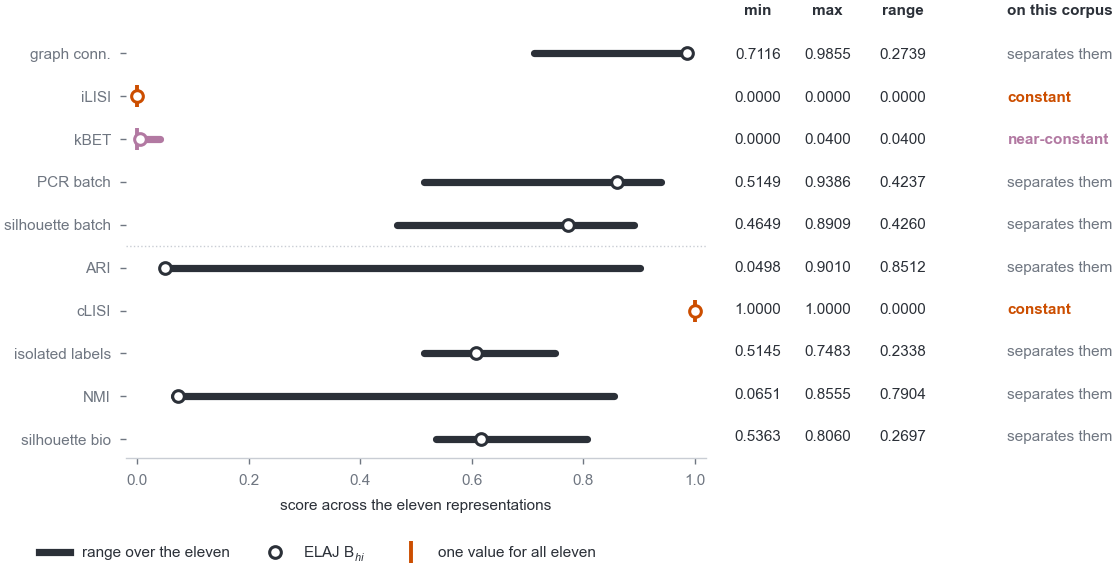 min max range on this corpus
graph conn. 0.7116 0.9855 0.2739 separates them
iLISI 0.0000 0.0000 0.0000 constant
kBET 0.0000 0.0400 0.0400 near-constant
PCR batch 0.5149 0.9386 0.4237 separates them
silhouette batch 0.4649 0.8909 0.4260 separates them
ARI 0.0498 0.9010 0.8512 separates them
cLISI 1.0000 1.0000 0.0000 constant
isolated labels 0.5145 0.7483 0.2338 separates them
NMI 0.0651 0.8555 0.7904 separates them
silhouette bio 0.5363 0.8060 0.2697 separates them
0.0 0.2 0.4 0.6 0.8 1.0
score across the eleven representations
range over the eleven ELAJ B_hi one value for all eleven